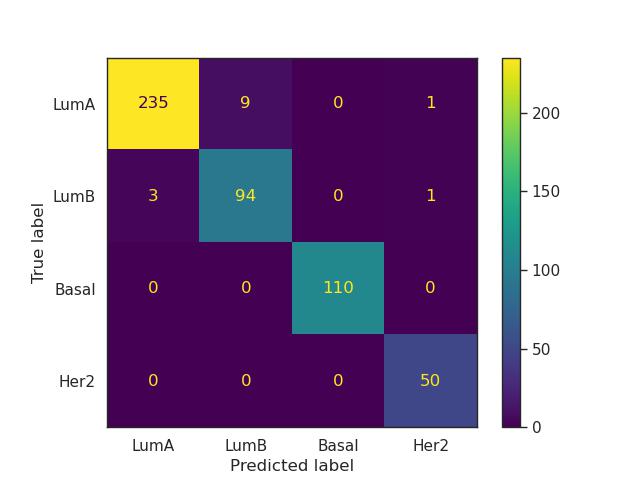 LumA 235 9 0 1
LumB 3 94 0 1
Basal 0 0 110 0
Her2 0 0 0 50
LumA LumB Basal Her2
Predicted label
True label
200
150
100
50
0